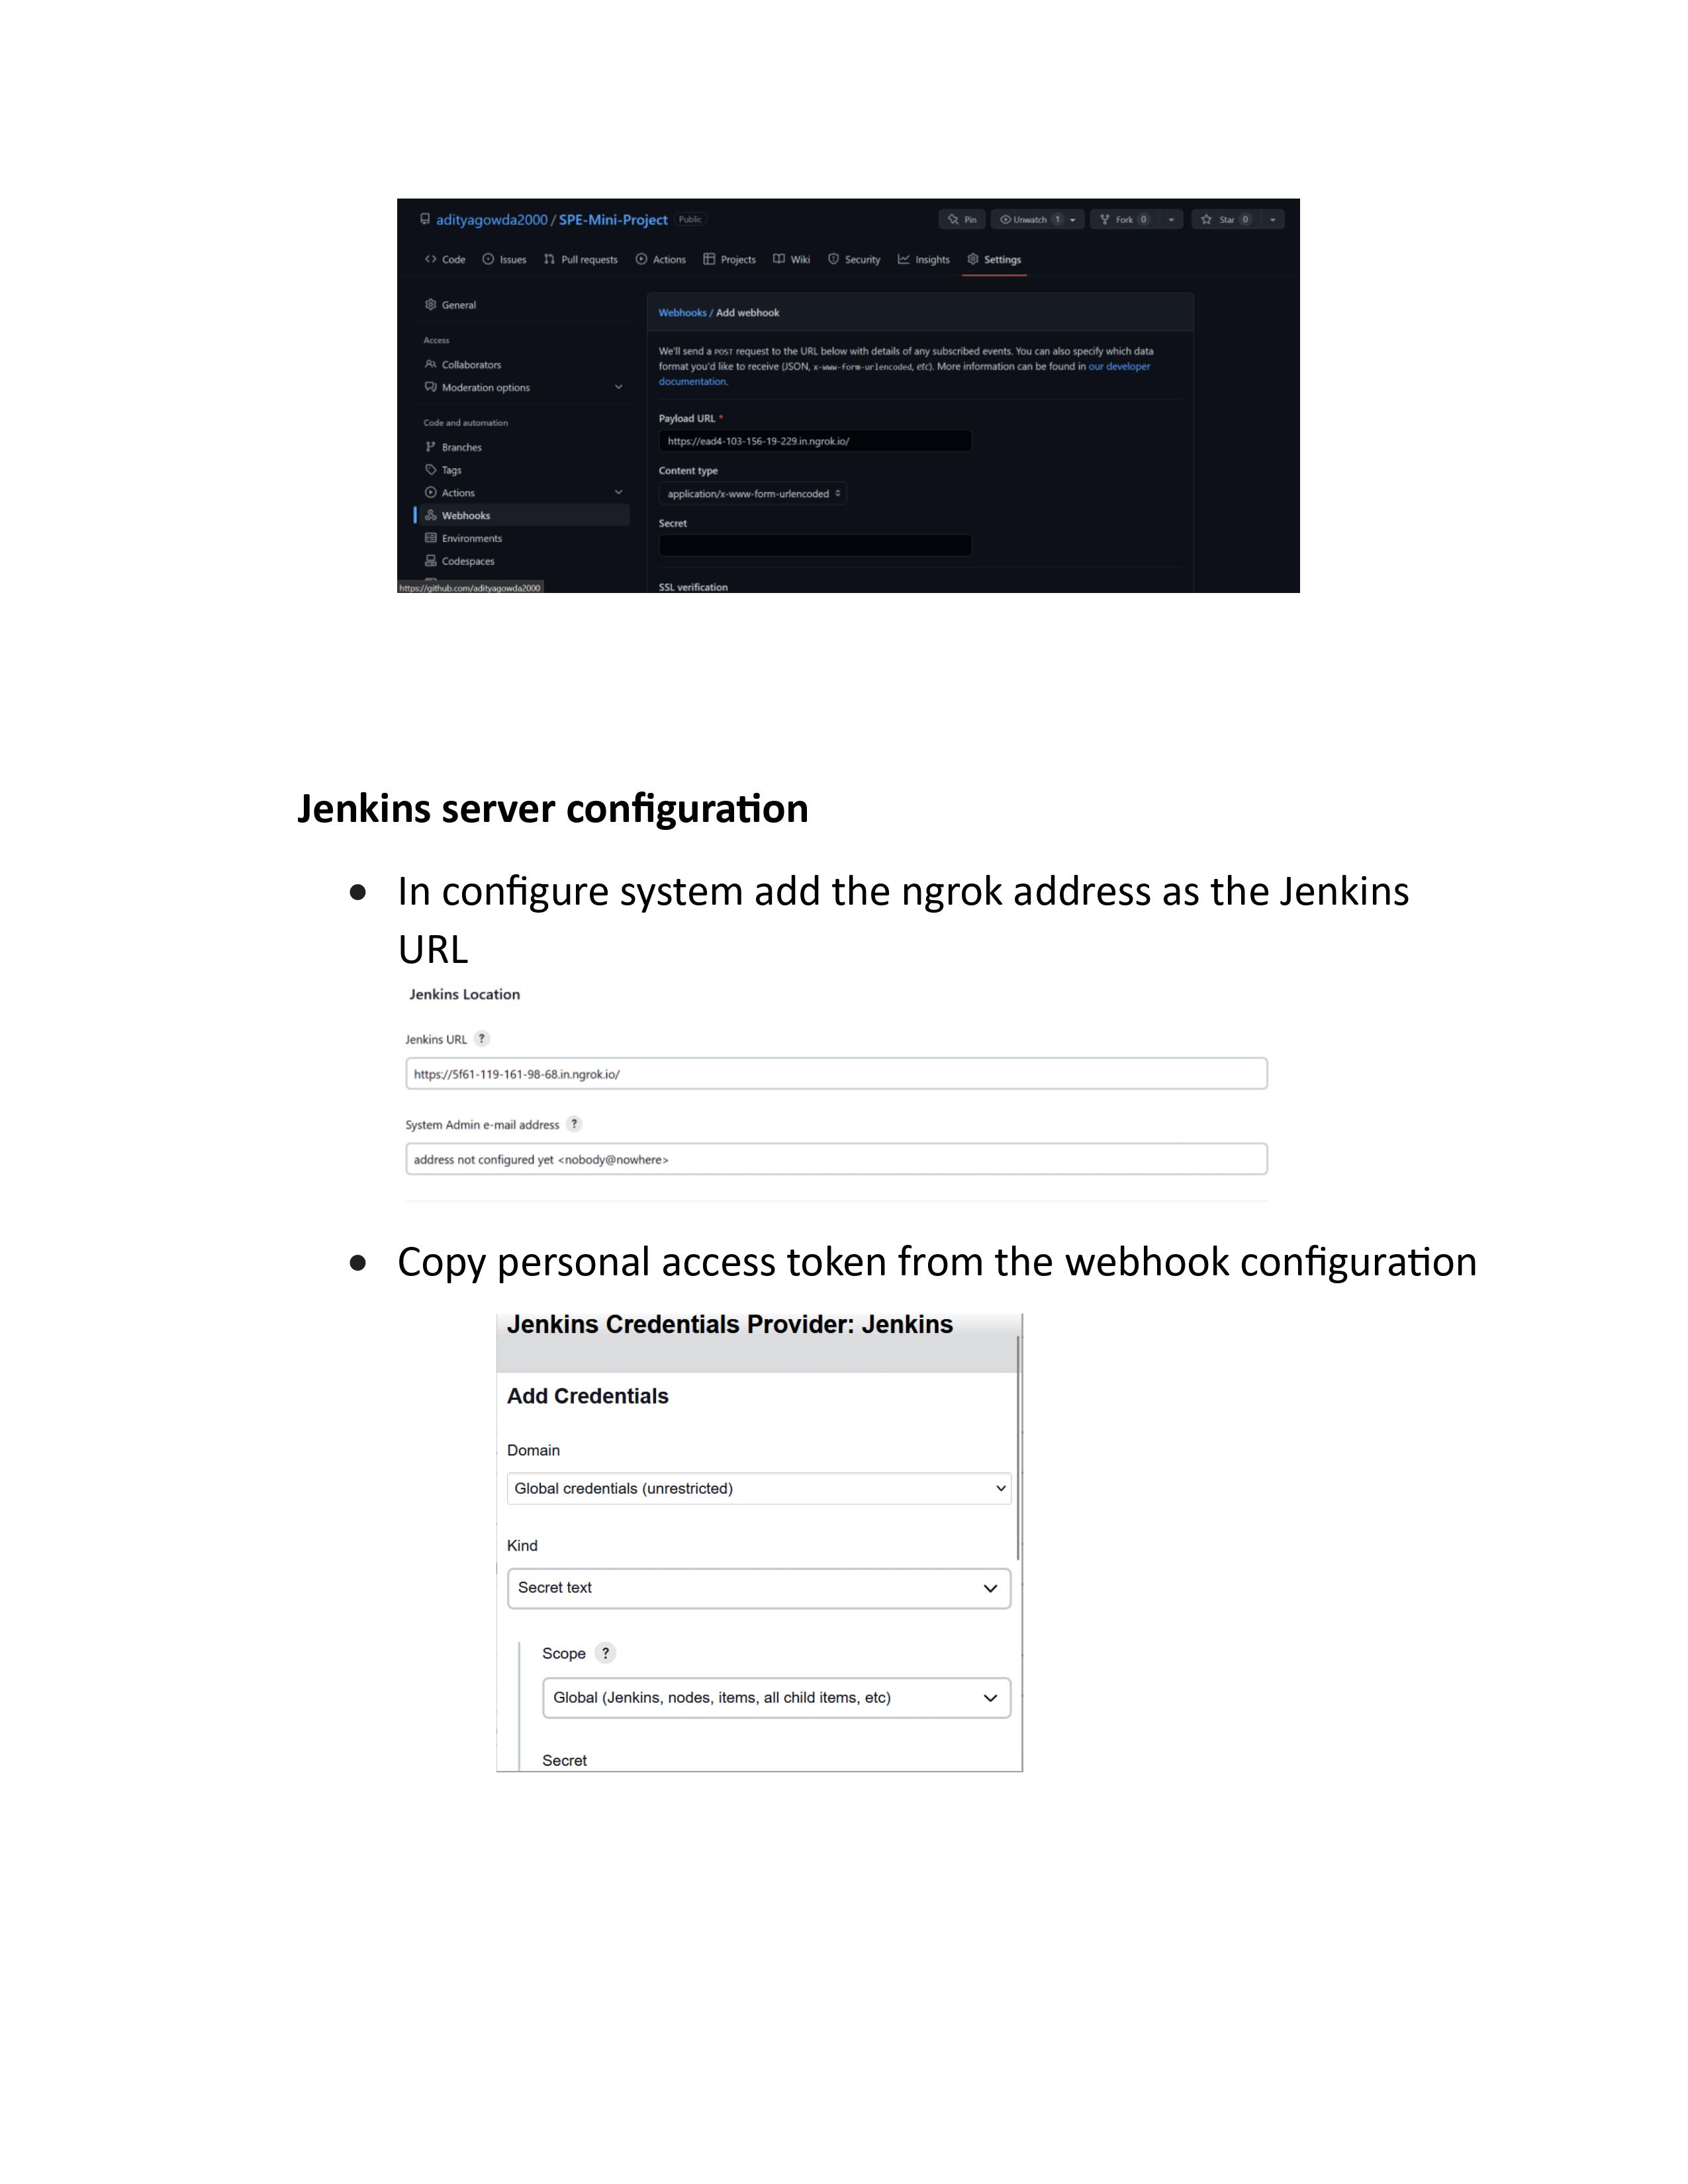 adityagowda2000 / SPE-Mini-Project Public
Pin Unwatch 1 Fork 0 Star 0
Code Issues Pull requests Actions Projects Wiki Security Insights Settings
General
Access
Collaborators
Moderation options
Code and automation
Branches
Tags
Actions
Webhooks
Environments
Codespaces
https://github.com/adityagowda2000
Webhooks / Add webhook
We'll send a POST request to the URL below with details of any subscribed events. You can also specify which data
format you'd like to receive (JSON, x-www-form-urlencoded, etc). More information can be found in our developer
documentation.
Payload URL *
https://ead4-103-156-19-229.in.ngrok.io/
Content type
application/x-www-form-urlencoded
Secret
SSL verification
Jenkins server configuration
• In configure system add the ngrok address as the Jenkins
URL
Jenkins Location
Jenkins URL ?
https://5f61-119-161-98-68.in.ngrok.io/
System Admin e-mail address ?
address not configured yet <nobody@nowhere>
• Copy personal access token from the webhook configuration
Jenkins Credentials Provider: Jenkins
Add Credentials
Domain
Global credentials (unrestricted)
Kind
Secret text
Scope ?
Global (Jenkins, nodes, items, all child items, etc)
Secret